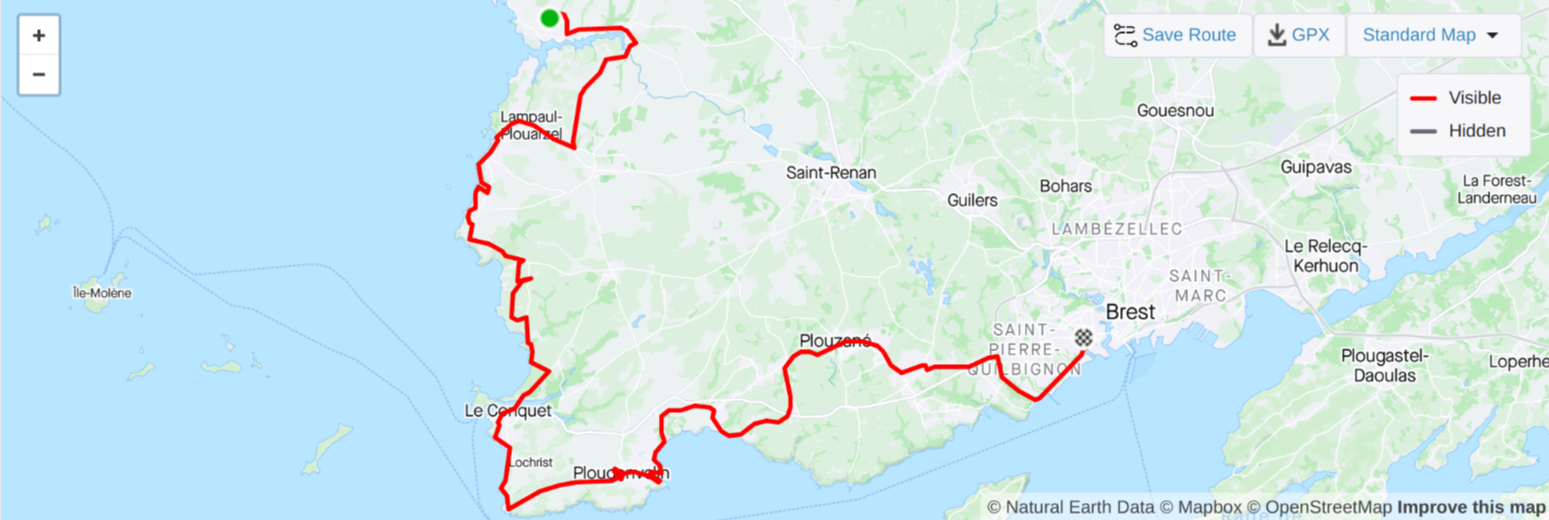 +
−
Save Route
GPX
Standard Map
Visible
Hidden
Lampaul-
Plouarzel
Gouesnou
Saint-Renan
Guipavas
Bohars
Guilers
La Forest-
Landerneau
LAMBÉZELLEC
Le Relecq-
Kerhuon
SAINT-
MARC
Île-Molène
Brest
SAINT-
PIERRE-
QUILBIGNON
Plouzané
Plougastel-
Daoulas
Loperhe
Le Conquet
Lochrist
Plougonvelin
© Natural Earth Data © Mapbox © OpenStreetMap Improve this map